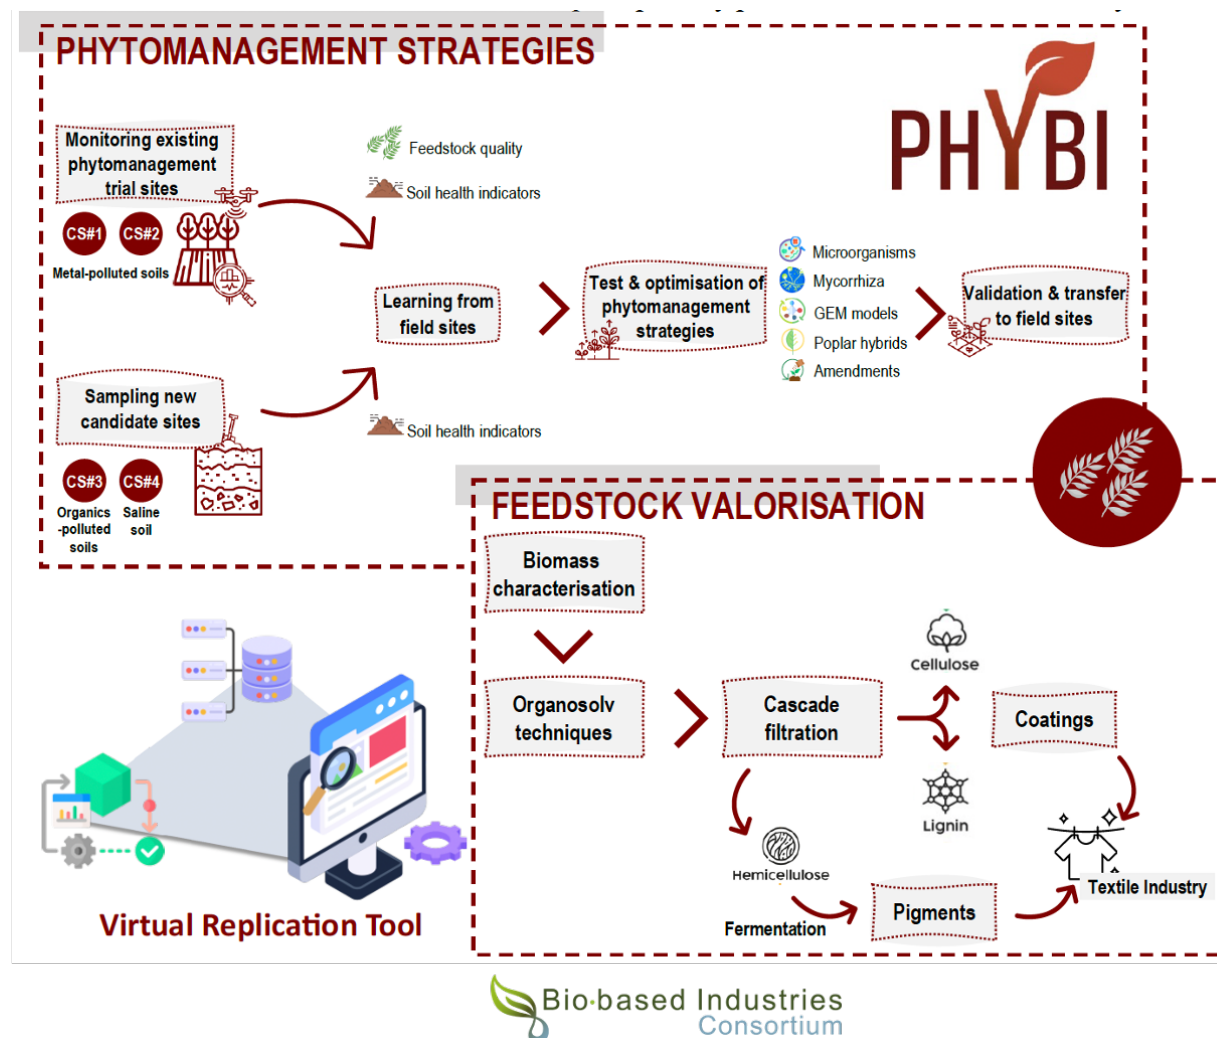 PHYTOMANAGEMENT STRATEGIES
PHYBI
Monitoring existing
phytomanagement
trial sites
CS#1
CS#2
Metal-polluted soils
Feedstock quality
Soil health indicators
Learning from
field sites
Test & optimisation of
phytomanagement
strategies
Microorganisms
Mycorrhiza
GEM models
Poplar hybrids
Amendments
Validation & transfer
to field sites
Sampling new
candidate sites
CS#3
CS#4
Organics
-polluted
soils
Saline
soil
Soil health indicators
FEEDSTOCK VALORISATION
Biomass
characterisation
Organosolv
techniques
Cascade
filtration
Cellulose
Lignin
Coatings
Hemicellulose
Fermentation
Pigments
Textile Industry
Virtual Replication Tool
Bio-based Industries
Consortium